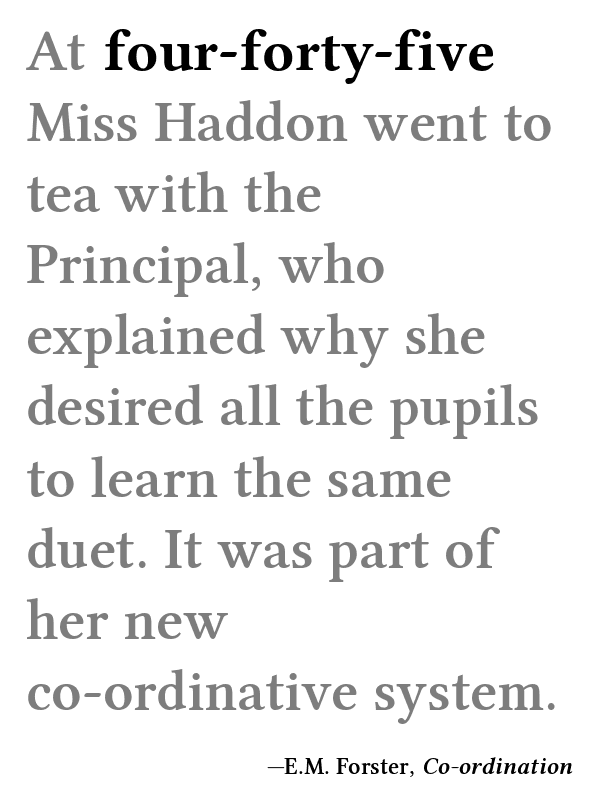 At four-forty-five
Miss Haddon went to
tea with the
Principal, who
explained why she
desired all the pupils
to learn the same
duet. It was part of
her new
co-ordinative system.
—E.M. Forster, Co-ordination